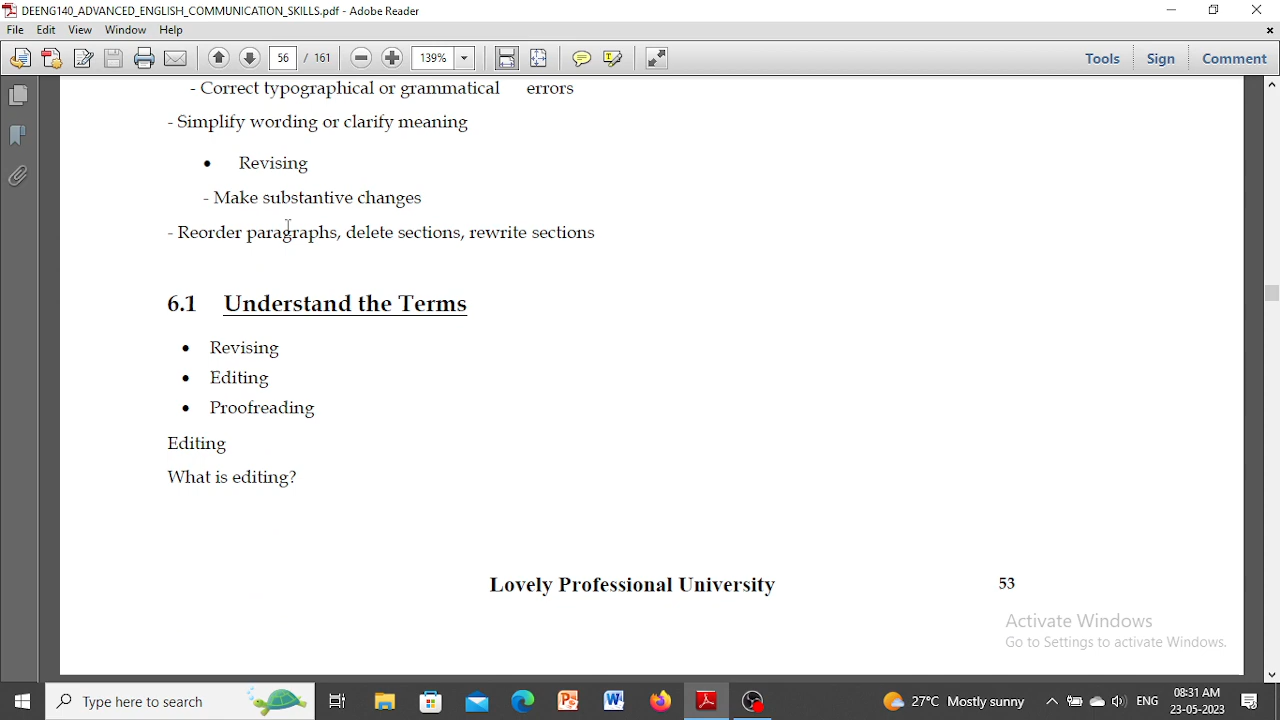 DEENG140_ADVANCED_ENGLISH_COMMUNICATION_SKILLS.pdf - Adobe Reader
File Edit View Window Help
56 / 161 139% Tools Sign Comment
- Correct typographical or grammatical errors
- Simplify wording or clarify meaning
• Revising
- Make substantive changes
- Reorder paragraphs, delete sections, rewrite sections
6.1 Understand the Terms
• Revising
• Editing
• Proofreading
Editing
What is editing?
Lovely Professional University 53
Activate Windows
Go to Settings to activate Windows.
Type here to search 27°C Mostly sunny ENG 08:31 AM
23-05-2023